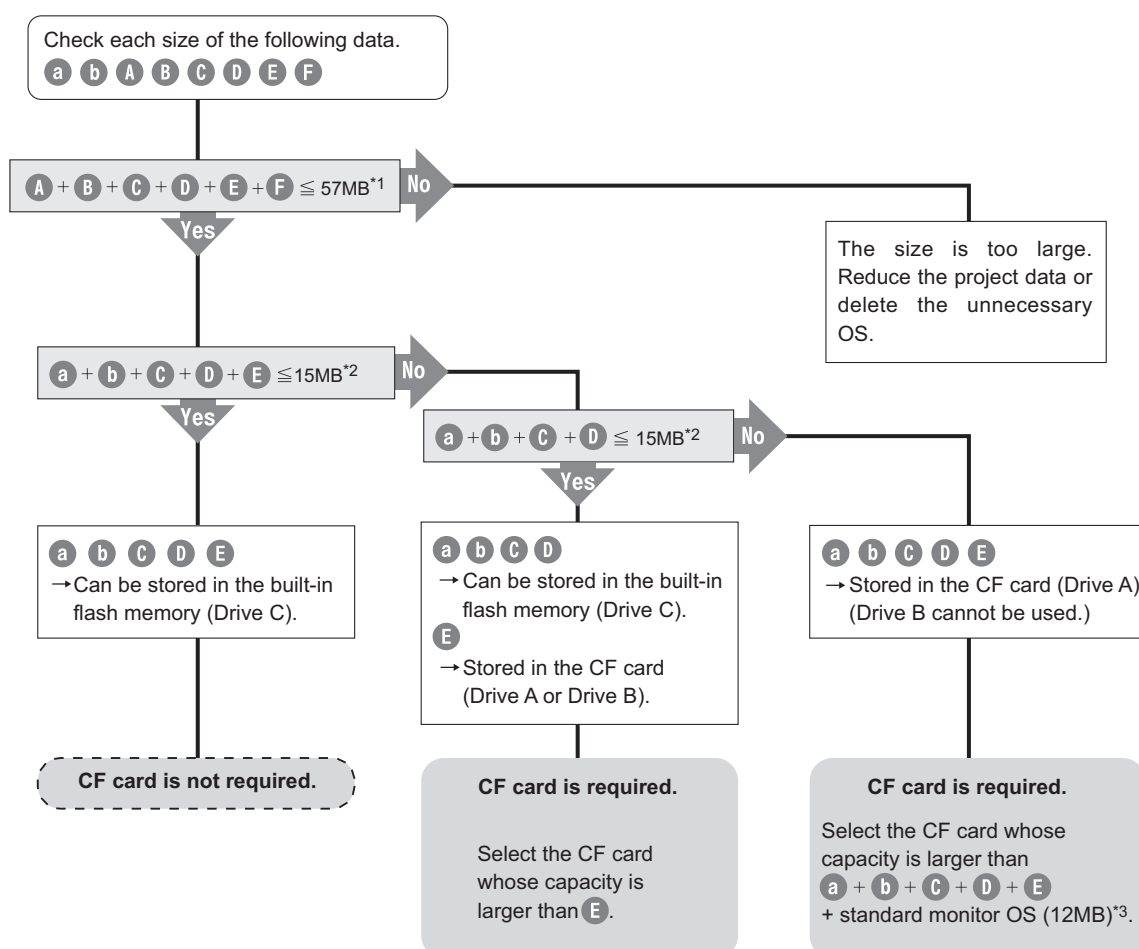 Check each size of the following data.
a b A B C D E F
A + B + C + D + E + F ≦ 57MB*1
No
Yes
The size is too large.
Reduce the project data or
delete the unnecessary
OS.
a + b + C + D + E ≦15MB*2
No
Yes
a + b + C + D ≦ 15MB*2
No
Yes
a b C D E
→Can be stored in the built-in
flash memory (Drive C).
a b C D
→Can be stored in the built-in
flash memory (Drive C).
E
→Stored in the CF card
(Drive A or Drive B).
a b C D E
→Stored in the CF card (Drive A)
(Drive B cannot be used.)
CF card is not required.
CF card is required.
Select the CF card
whose capacity is
larger than E.
CF card is required.
Select the CF card whose
capacity is larger than
a + b + C + D + E
+ standard monitor OS (12MB)*3.